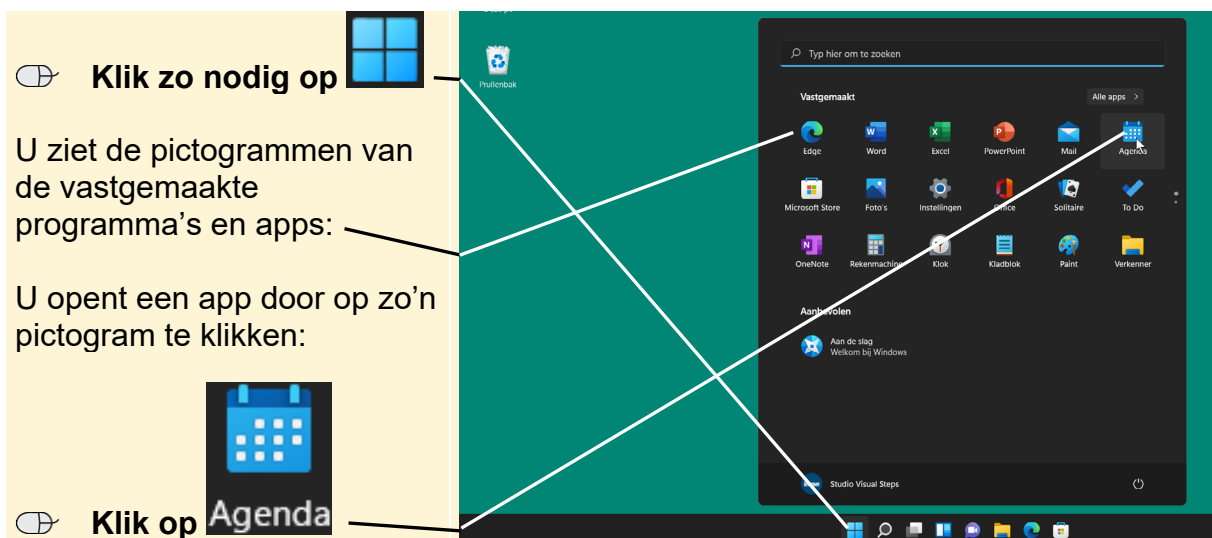 Klik zo nodig op
U ziet de pictogrammen van
de vastgemaakte
programma's en apps:
U opent een app door op zo'n
pictogram te klikken:
Agenda
Klik op
Prullenbak
Typ hier om te zoeken
Vastgemaakt
Alle apps >
Edge Word Excel PowerPoint Mail Agenda
Microsoft Store Foto's Instellingen Office Solitaire To Do
OneNote Rekenmachine Klok Kladblok Paint Verkenner
Aanbevolen
Aan de slag
Welkom bij Windows
Studio Visual Steps